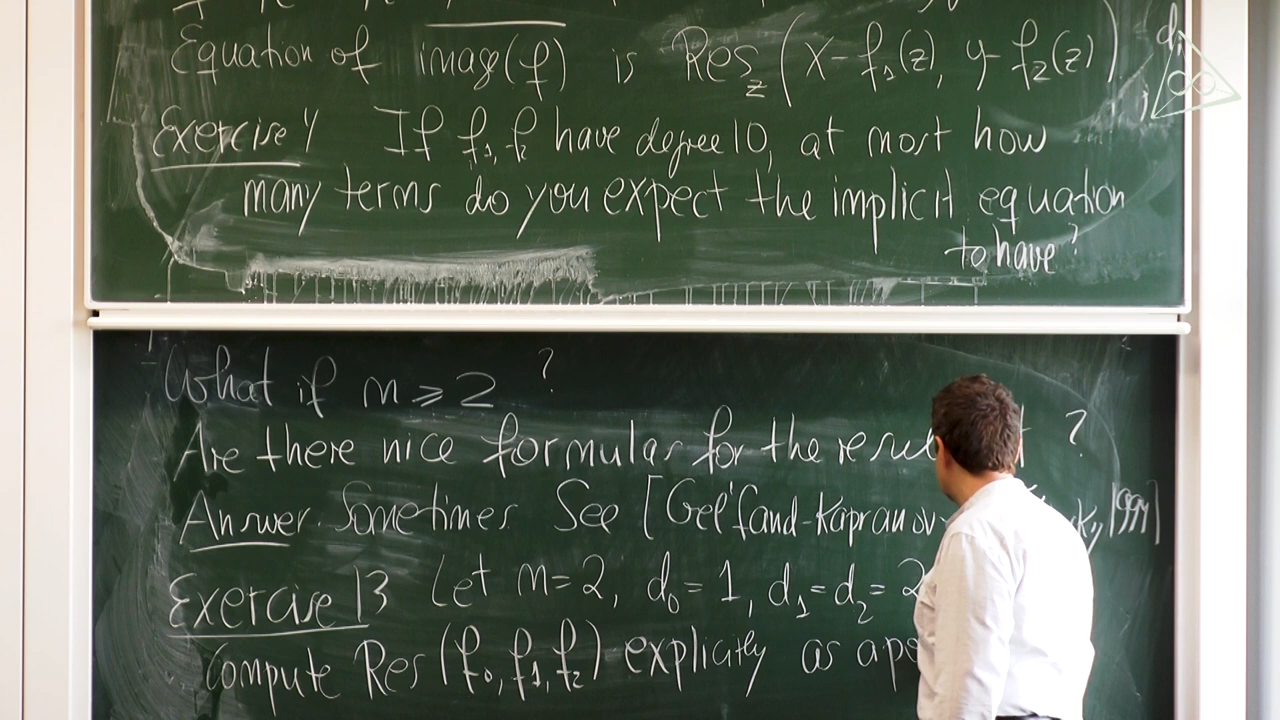 Equation of image(f) is Res_z (x-f_1(z), y-f_2(z))
Exercise 4 If f_1, f_2 have degree 10, at most how
many terms do you expect the implicit equation
to have?
What if n ≥ 2 ?
Are there nice formulas for the ?
Answer. Sometimes. See [Gel'fand-Kapranov 1994]
Exercise 13 Let n=2, d_0=1, d_1=d_2=2
Compute Res(f_0, f_1, f_2) explicitly as a